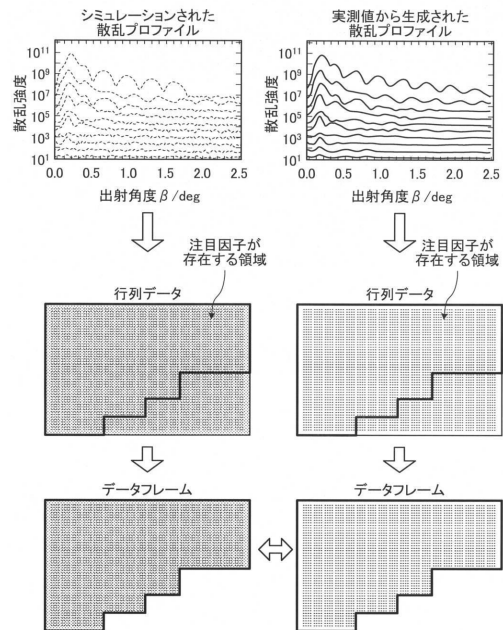 シミュレーションされた
散乱プロファイル
散乱強度
10¹¹
10⁹
10⁷
10⁵
10³
10¹
0.0 0.5 1.0 1.5 2.0 2.5
出射角度β/deg
実測値から生成された
散乱プロファイル
散乱強度
10¹¹
10⁹
10⁷
10⁵
10³
10¹
0.0 0.5 1.0 1.5 2.0 2.5
出射角度β/deg
注目因子が
存在する領域
行列データ
注目因子が
存在する領域
行列データ
データフレーム
データフレーム